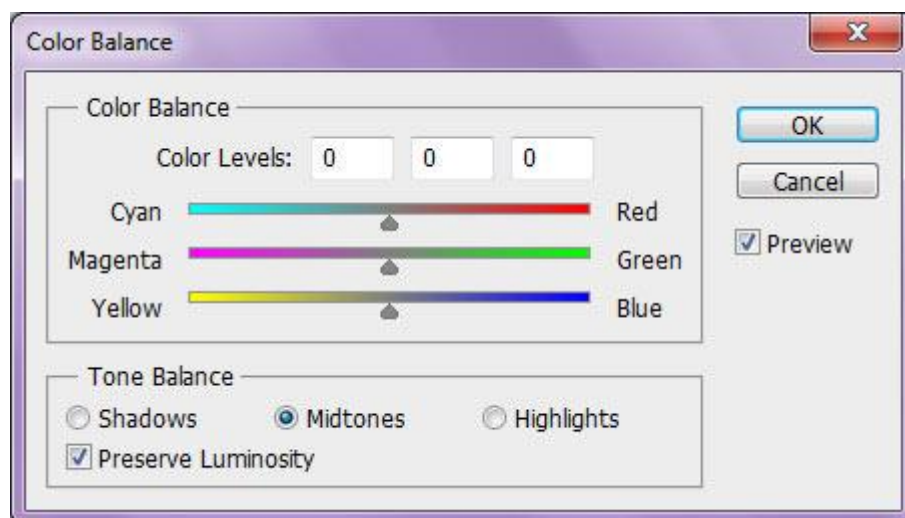 Color Balance
Color Balance
Color Levels: 0 0 0
Cyan Red
Magenta Green
Yellow Blue
OK
Cancel
Preview
Tone Balance
Shadows Midtones Highlights
Preserve Luminosity